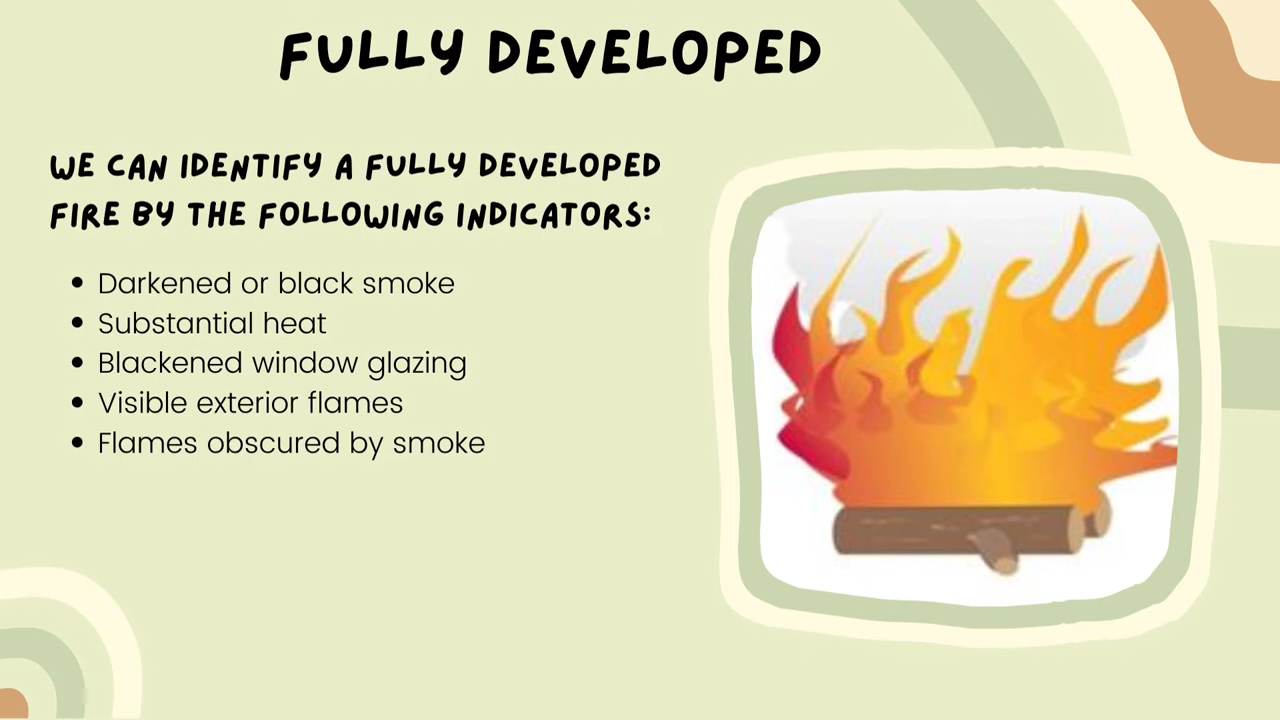 FULLY DEVELOPED
WE CAN IDENTIFY A FULLY DEVELOPED
FIRE BY THE FOLLOWING INDICATORS:
• Darkened or black smoke
• Substantial heat
• Blackened window glazing
• Visible exterior flames
• Flames obscured by smoke